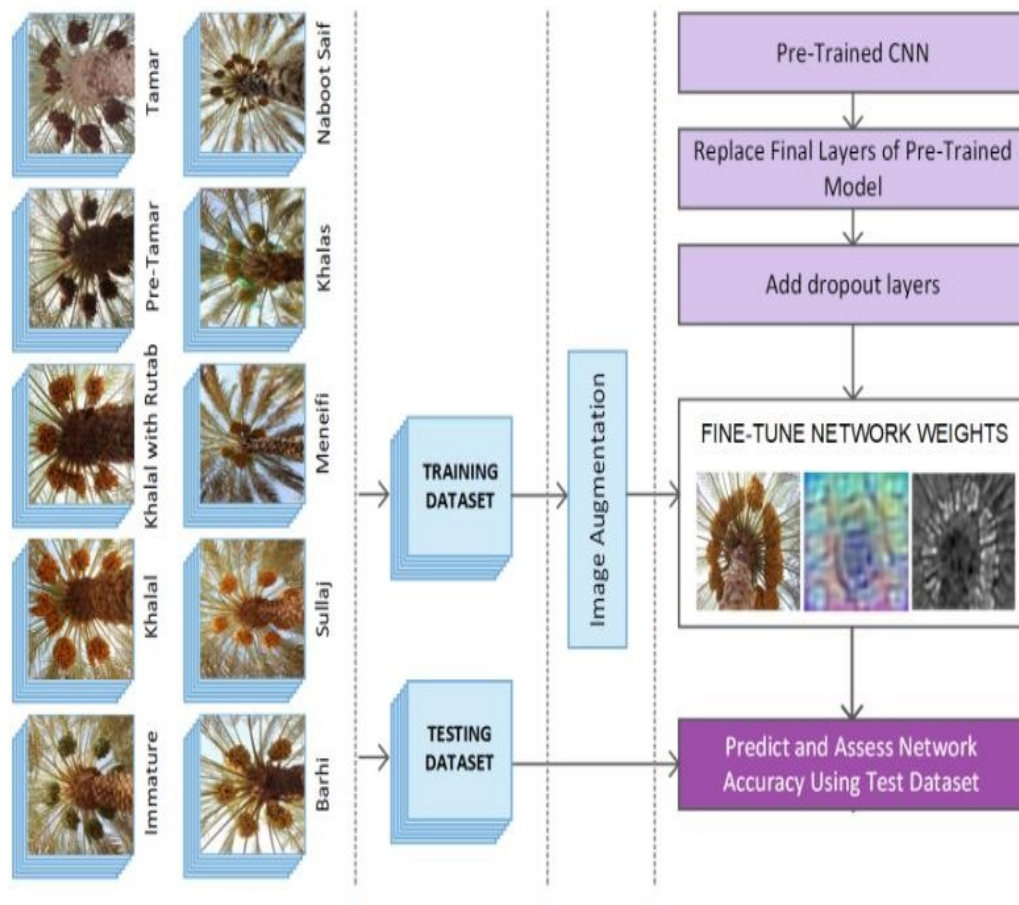 Tamar
Naboot Saif
Pre-Tamar
Khalas
Khalal with Rutab
Meneifi
Khalal
Sullaj
Immature
Barhi
TRAINING
DATASET
TESTING
DATASET
Image Augmentation
Pre-Trained CNN
Replace Final Layers of Pre-Trained
Model
Add dropout layers
FINE-TUNE NETWORK WEIGHTS
Predict and Assess Network
Accuracy Using Test Dataset